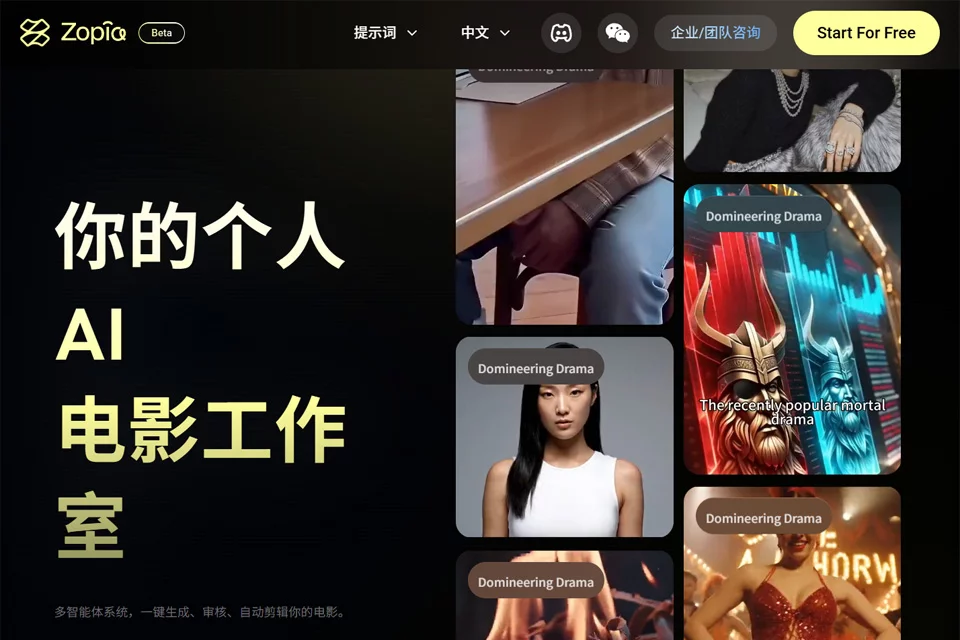 Zopia
Beta
提示词
中文
企业/团队咨询
Start For Free
你的个人
AI
电影工作
室
多智能体系统，一键生成、审核、自动剪辑你的电影。
Domineering Drama
Domineering Drama
Domineering Drama
Domineering Drama
The recently popular mortal
drama
Domineering Drama